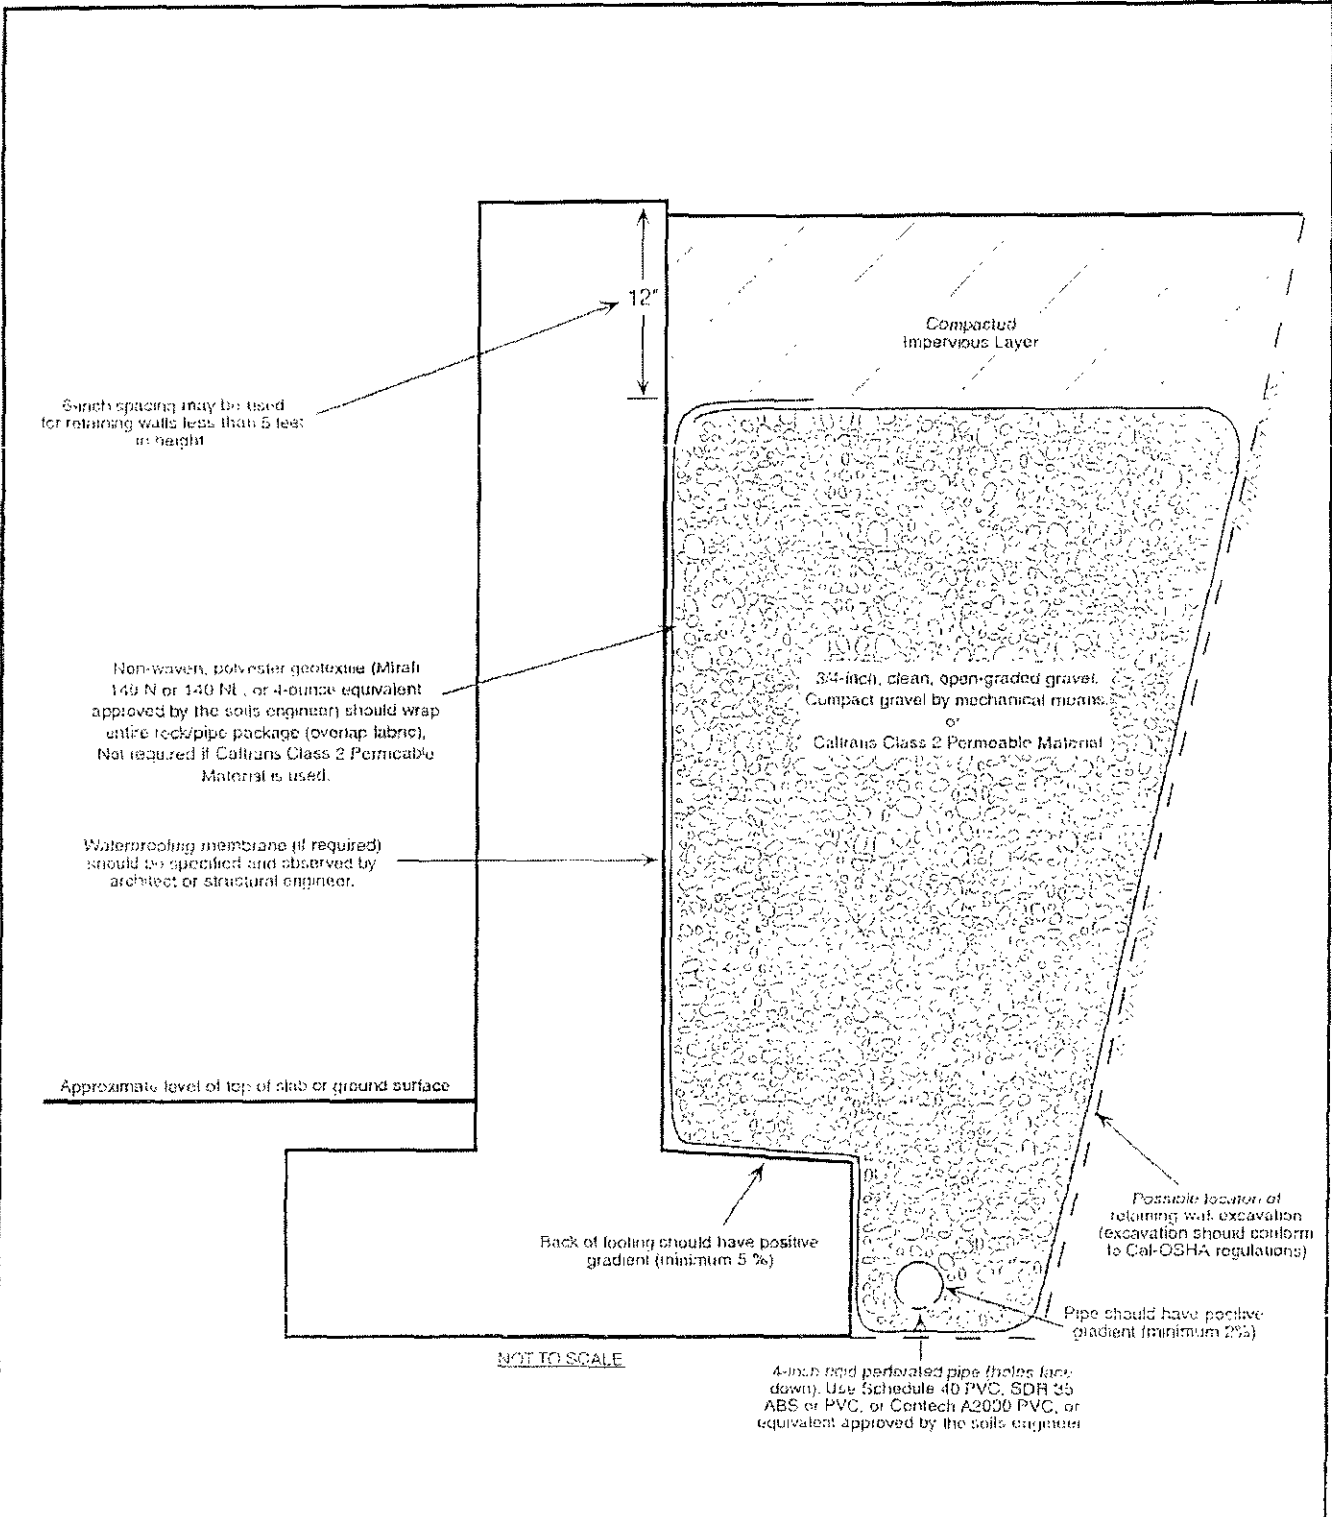 12"
Compacted
Impervious Layer
6-inch spacing may be used
for retaining walls less than 5 feet
in height
Non-woven, polyester geotextile (Mirafi
140 N or 140 NL, or 4-ounce equivalent
approved by the soils engineer) should wrap
entire rock/pipe package (overlap fabric),
Not required if Caltrans Class 2 Permeable
Material is used.
3/4-inch, clean, open-graded gravel.
Compact gravel by mechanical means.
or
Caltrans Class 2 Permeable Material
Waterproofing membrane (if required)
should be specified and observed by
architect or structural engineer.
Approximate level of top of slab or ground surface
Possible location of
retaining wall excavation
(excavation should conform
to Cal-OSHA regulations)
Back of footing should have positive
gradient (minimum 5 %)
Pipe should have positive
gradient (minimum 2%)
NOT TO SCALE
4-inch rigid perforated pipe (holes face
down). Use Schedule 40 PVC, SDR 35
ABS or PVC, or Contech A2000 PVC, or
equivalent approved by the soils engineer